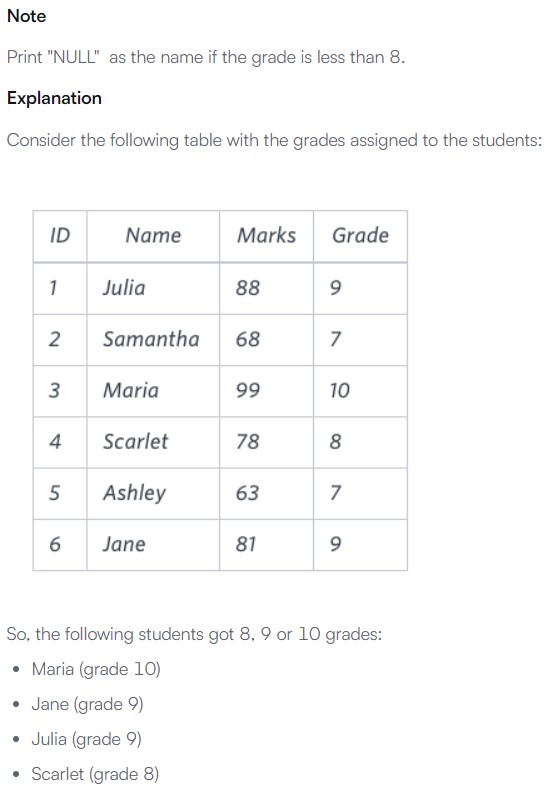 Note
Print "NULL"  as the name if the grade is less than 8.
Explanation
Consider the following table with the grades assigned to the students:
ID Name Marks Grade
1 Julia 88 9
2 Samantha 68 7
3 Maria 99 10
4 Scarlet 78 8
5 Ashley 63 7
6 Jane 81 9
So, the following students got 8, 9 or 10 grades:
• Maria (grade 10)
• Jane (grade 9)
• Julia (grade 9)
• Scarlet (grade 8)